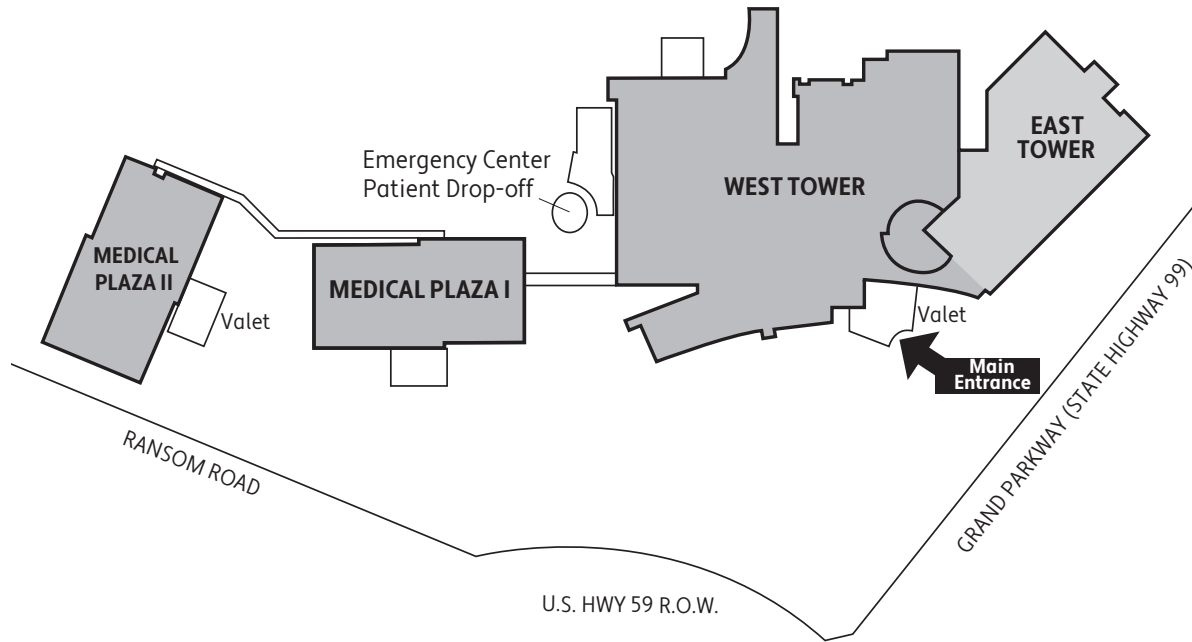 EAST
TOWER
Emergency Center
Patient Drop-off
WEST TOWER
MEDICAL
PLAZA II
MEDICAL PLAZA I
Valet
Valet
Main
Entrance
GRAND PARKWAY (STATE HIGHWAY 99)
RANSOM ROAD
U.S. HWY 59 R.O.W.